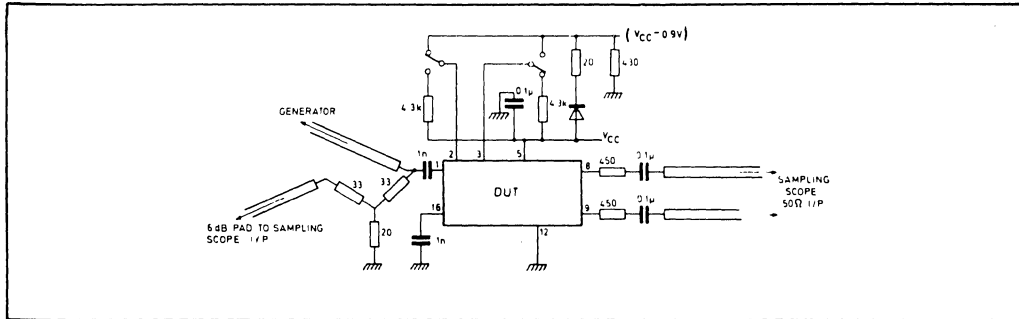 (VCC −0.9V)
20
430
4.3k
0.1μ
4.3k
GENERATOR
VCC
1n
2
3
5
1
8
450
0.1μ
33
33
DUT
SAMPLING
SCOPE
50Ω I/P
16
9
450
0.1μ
6dB PAD TO SAMPLING
SCOPE I/P
20
1n
12